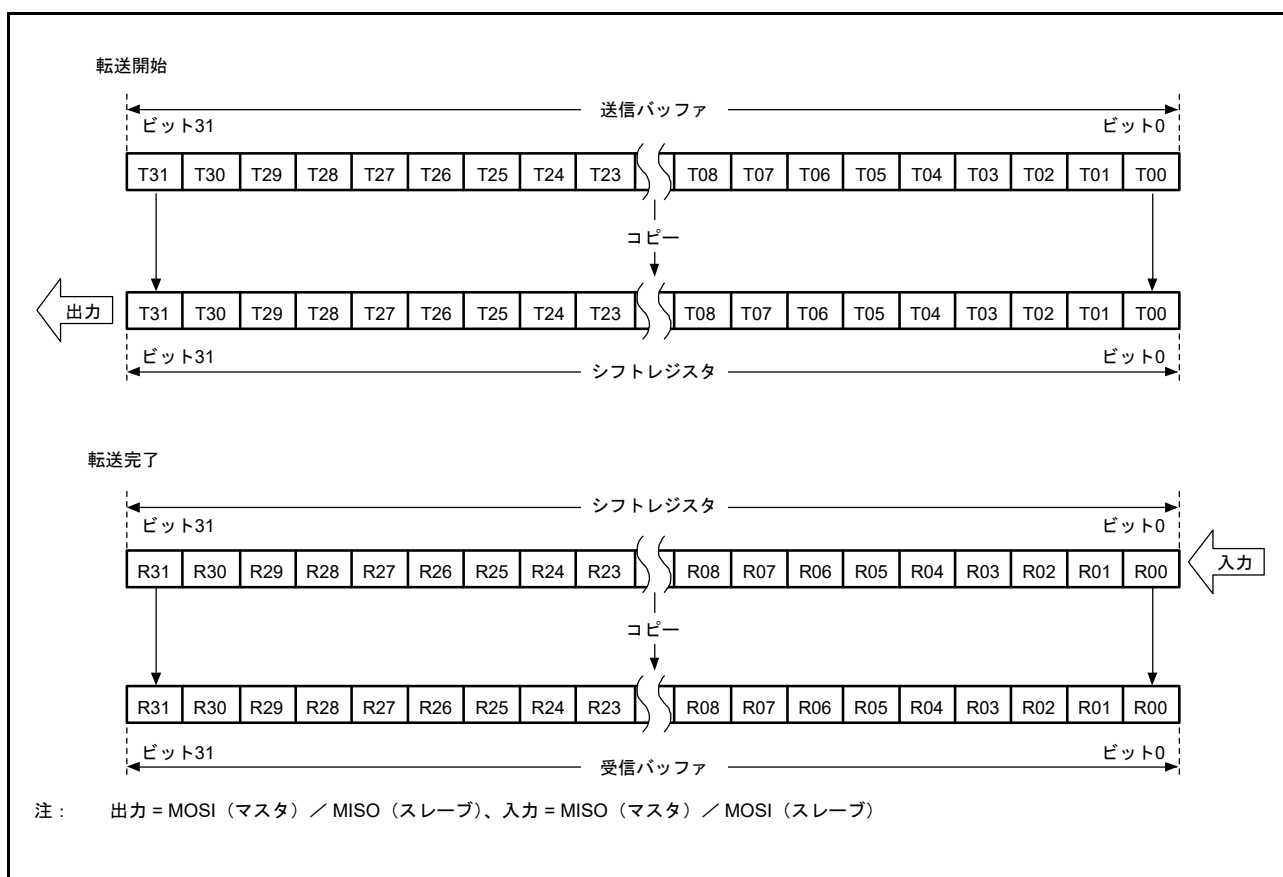 転送開始
送信バッファ
ビット31 ビット0
T31 T30 T29 T28 T27 T26 T25 T24 T23 T08 T07 T06 T05 T04 T03 T02 T01 T00
コピー
出力
T31 T30 T29 T28 T27 T26 T25 T24 T23 T08 T07 T06 T05 T04 T03 T02 T01 T00
ビット31 ビット0
シフトレジスタ
転送完了
シフトレジスタ
ビット31 ビット0
R31 R30 R29 R28 R27 R26 R25 R24 R23 R08 R07 R06 R05 R04 R03 R02 R01 R00
入力
コピー
R31 R30 R29 R28 R27 R26 R25 R24 R23 R08 R07 R06 R05 R04 R03 R02 R01 R00
ビット31 ビット0
受信バッファ
注： 出力 = MOSI（マスタ）／ MISO（スレーブ）、入力 = MISO（マスタ）／ MOSI（スレーブ）